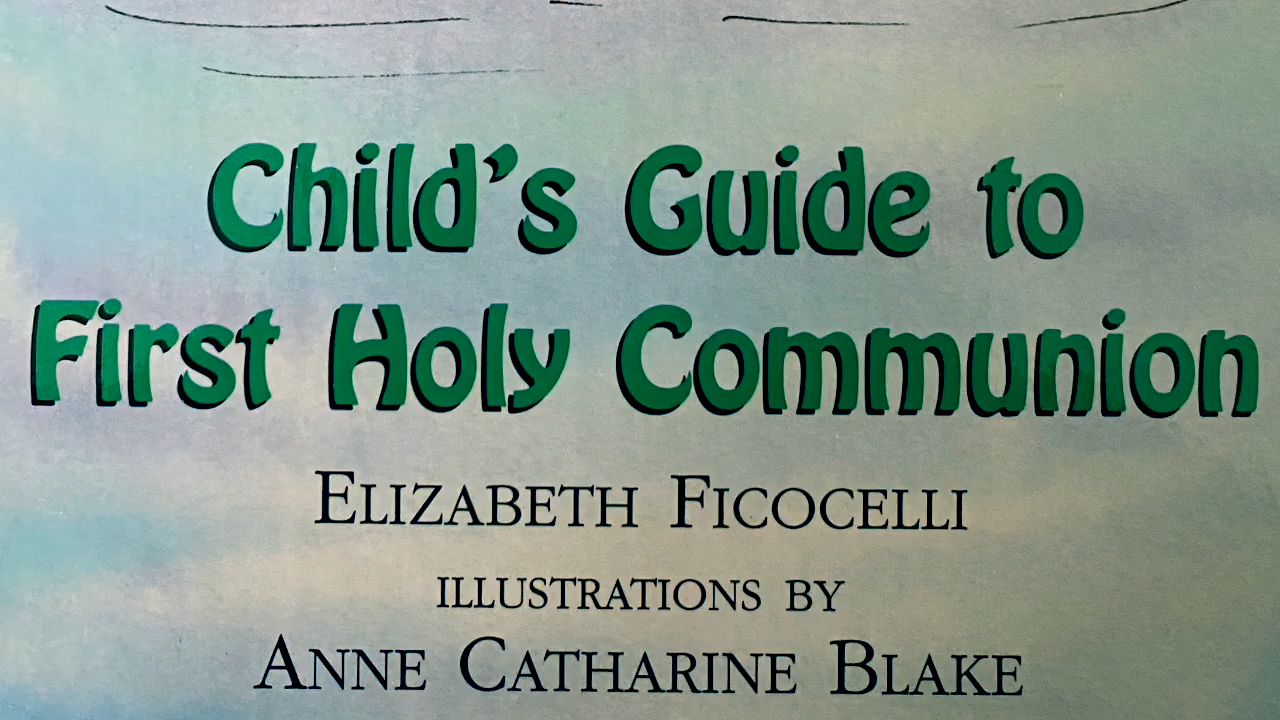 Child's Guide to
First Holy Communion
ELIZABETH FICOCELLI
ILLUSTRATIONS BY
ANNE CATHARINE BLAKE